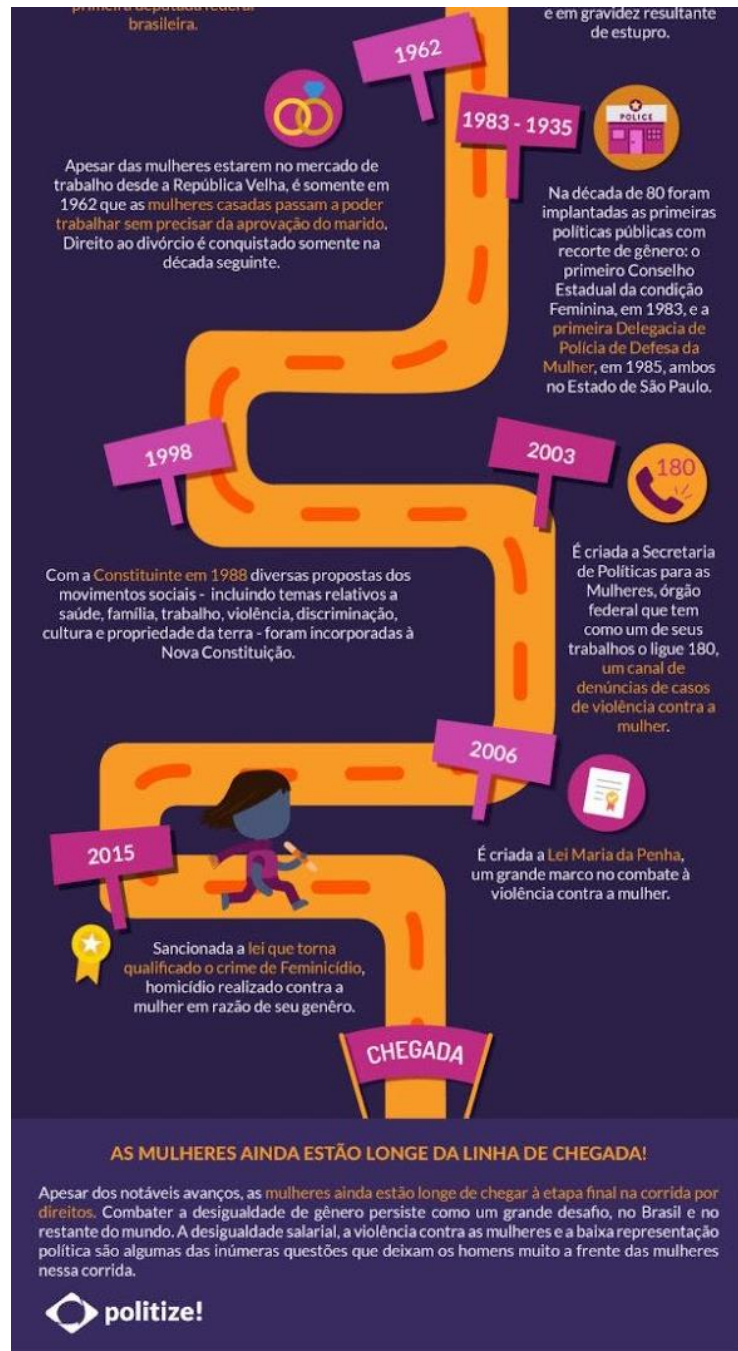 primeira deputada federal
brasileira.
e em gravidez resultante
de estupro.
1962
Apesar das mulheres estarem no mercado de
trabalho desde a República Velha, é somente em
1962 que as mulheres casadas passam a poder
trabalhar sem precisar da aprovação do marido.
Direito ao divórcio é conquistado somente na
década seguinte.
1983 - 1935
POLICE
Na década de 80 foram
implantadas as primeiras
políticas públicas com
recorte de gênero: o
primeiro Conselho
Estadual da condição
Feminina, em 1983, e a
primeira Delegacia de
Polícia de Defesa da
Mulher, em 1985, ambos
no Estado de São Paulo.
1998
Com a Constituinte em 1988 diversas propostas dos
movimentos sociais - incluindo temas relativos a
saúde, família, trabalho, violência, discriminação,
cultura e propriedade da terra - foram incorporadas à
Nova Constituição.
2003
180
É criada a Secretaria
de Políticas para as
Mulheres, órgão
federal que tem
como um de seus
trabalhos o ligue 180,
um canal de
denúncias de casos
de violência contra a
mulher.
2006
É criada a Lei Maria da Penha,
um grande marco no combate à
violência contra a mulher.
2015
Sancionada a lei que torna
qualificado o crime de Feminicídio,
homicídio realizado contra a
mulher em razão de seu genêro.
CHEGADA
AS MULHERES AINDA ESTÃO LONGE DA LINHA DE CHEGADA!
Apesar dos notáveis avanços, as mulheres ainda estão longe de chegar à etapa final na corrida por
direitos. Combater a desigualdade de gênero persiste como um grande desafio, no Brasil e no
restante do mundo. A desigualdade salarial, a violência contra as mulheres e a baixa representação
política são algumas das inúmeras questões que deixam os homens muito a frente das mulheres
nessa corrida.
politize!